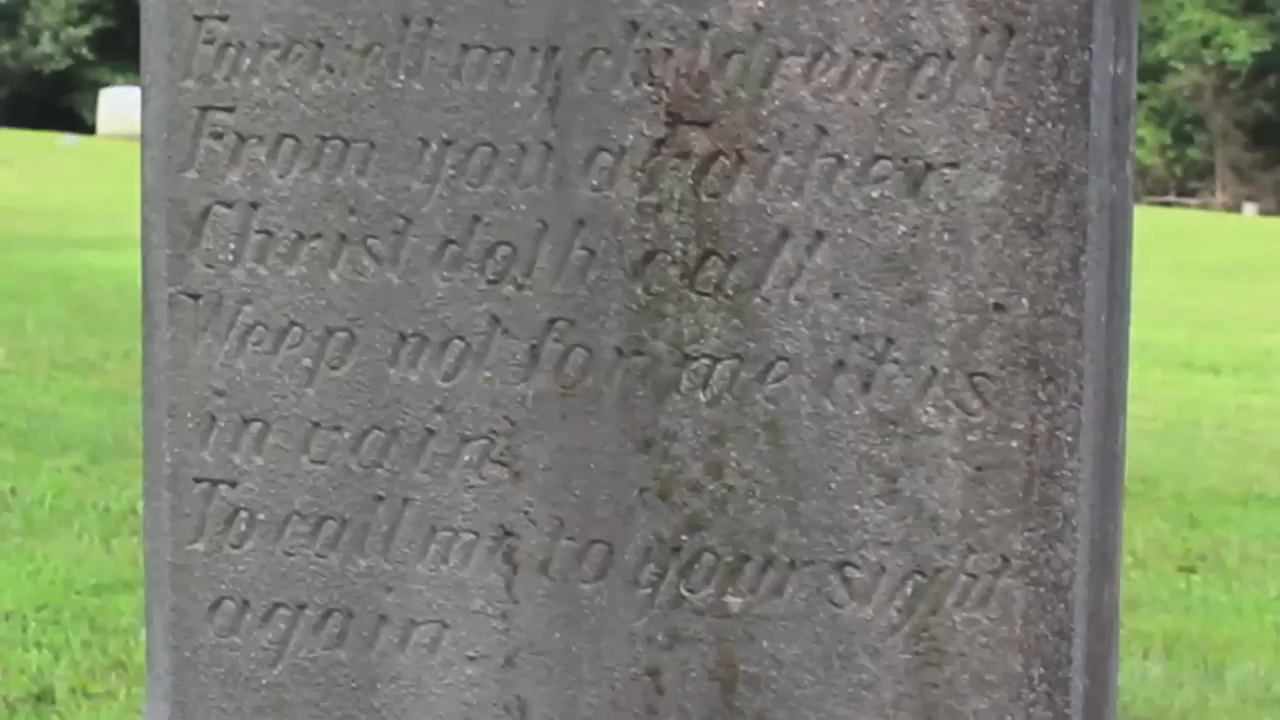 Farewell my children all
From you a father
Christ doth call.
Weep not for me it is
in vain
To call me to your sight
again